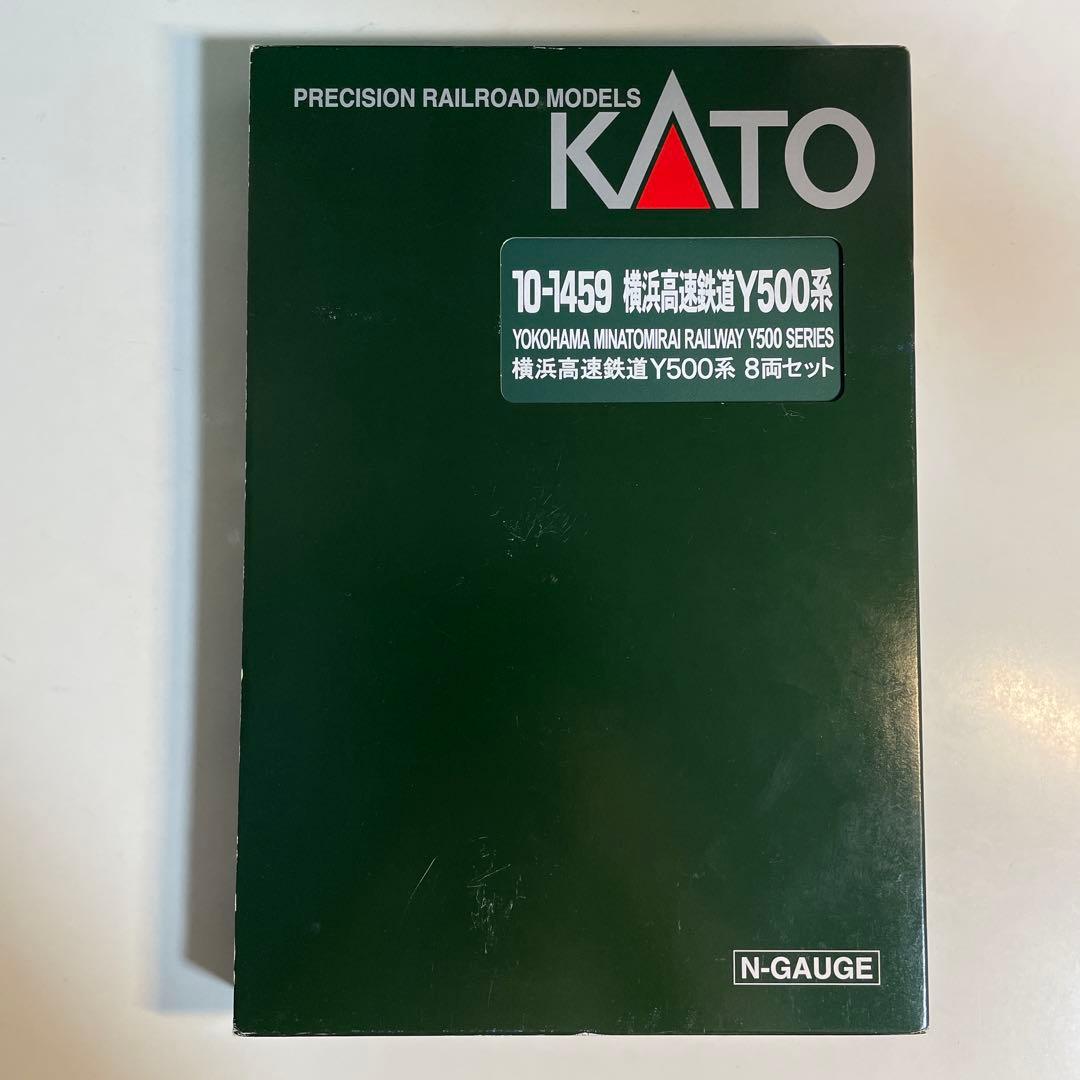 PRECISION RAILROAD MODELS
KATO
10-1459 横浜高速鉄道Y500系
YOKOHAMA MINATOMIRAI RAILWAY Y500 SERIES
横浜高速鉄道Y500系 8両セット
N-GAUGE